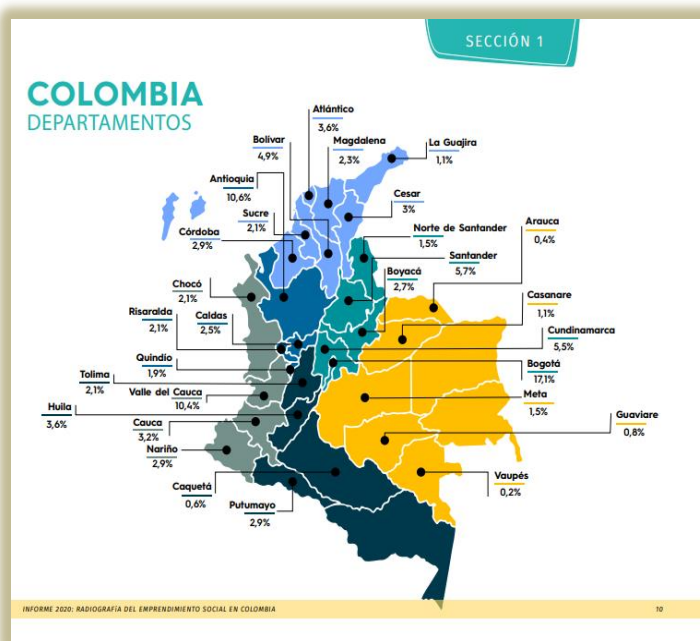 SECCIÓN 1
COLOMBIA
DEPARTAMENTOS
Atlántico
3,6%
Bolívar
4,9%
Magdalena
2,3%
La Guajira
1,1%
Antioquia
10,6%
Cesar
3%
Sucre
2,1%
Norte de Santander
1,5%
Arauca
0,4%
Córdoba
2,9%
Santander
5,7%
Boyacá
2,7%
Chocó
2,1%
Casanare
1,1%
Risaralda
2,1%
Caldas
2,5%
Cundinamarca
5,5%
Quindío
1,9%
Bogotá
17,1%
Tolima
2,1%
Valle del Cauca
10,4%
Meta
1,5%
Huila
3,6%
Guaviare
0,8%
Cauca
3,2%
Nariño
2,9%
Vaupés
0,2%
Caquetá
0,6%
Putumayo
2,9%
INFORME 2020: RADIOGRAFÍA DEL EMPRENDIMIENTO SOCIAL EN COLOMBIA
10